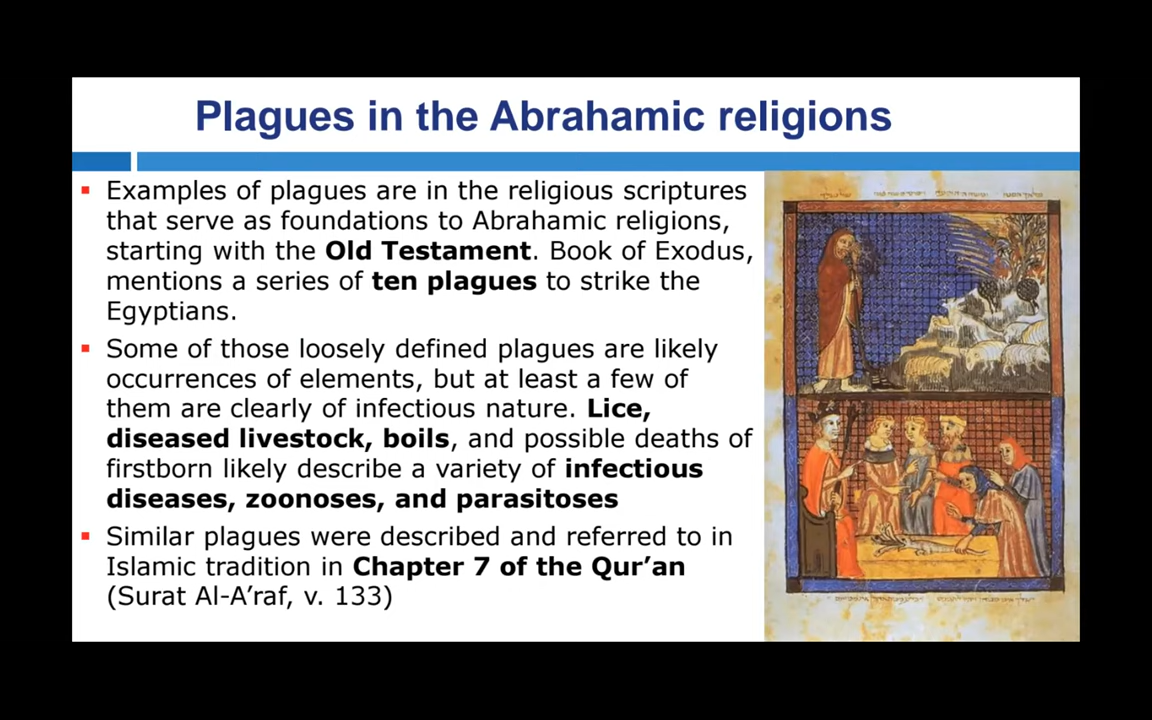 Plagues in the Abrahamic religions
Examples of plagues are in the religious scriptures
that serve as foundations to Abrahamic religions,
starting with the Old Testament. Book of Exodus,
mentions a series of ten plagues to strike the
Egyptians.
Some of those loosely defined plagues are likely
occurrences of elements, but at least a few of
them are clearly of infectious nature. Lice,
diseased livestock, boils, and possible deaths of
firstborn likely describe a variety of infectious
diseases, zoonoses, and parasitoses
Similar plagues were described and referred to in
Islamic tradition in Chapter 7 of the Qur’an
(Surat Al-A’raf, v. 133)